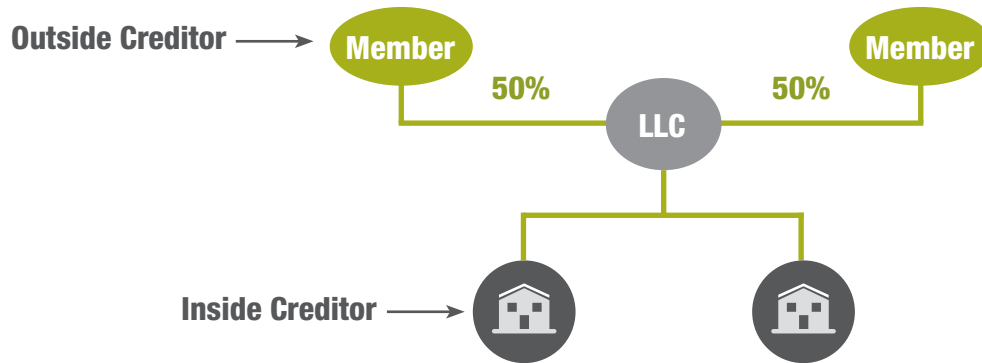 Outside Creditor
Member
Member
50%
50%
LLC
Inside Creditor